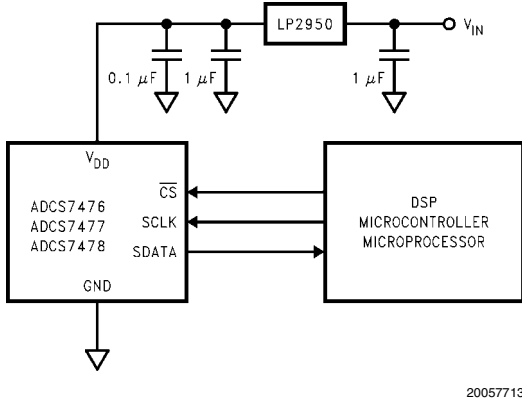 LP2950
V_IN
0.1 µF
1 µF
1 µF
V_DD
C̅S̅
ADCS7476
SCLK
ADCS7477
ADCS7478
SDATA
GND
DSP
MICROCONTROLLER
MICROPROCESSOR
20057713